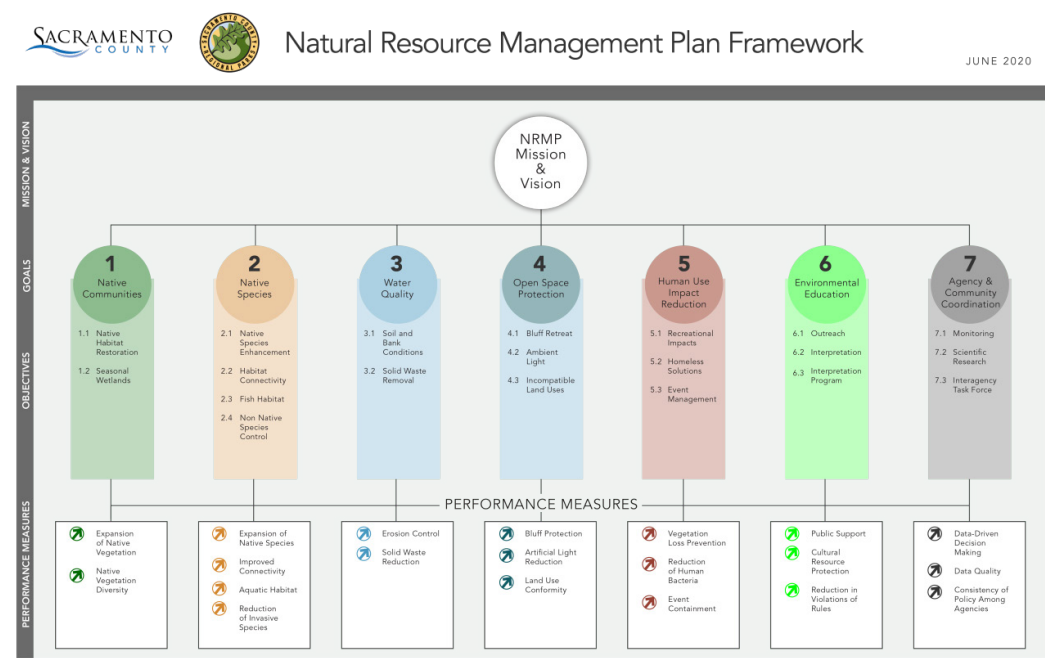 SACRAMENTO
COUNTY
SACRAMENTO COUNTY
REGIONAL PARKS
Natural Resource Management Plan Framework
JUNE 2020
MISSION & VISION
NRMP
Mission
&
Vision
GOALS
1
Native
Communities
2
Native
Species
3
Water
Quality
4
Open Space
Protection
5
Human Use
Impact
Reduction
6
Environmental
Education
7
Agency &
Community
Coordination
OBJECTIVES
1.1 Native
Habitat
Restoration
1.2 Seasonal
Wetlands
2.1 Native
Species
Enhancement
2.2 Habitat
Connectivity
2.3 Fish Habitat
2.4 Non Native
Species
Control
3.1 Soil and
Bank
Conditions
3.2 Solid Waste
Removal
4.1 Bluff Retreat
4.2 Ambient
Light
4.3 Incompatible
Land Uses
5.1 Recreational
Impacts
5.2 Homeless
Solutions
5.3 Event
Management
6.1 Outreach
6.2 Interpretation
6.3 Interpretation
Program
7.1 Monitoring
7.2 Scientific
Research
7.3 Interagency
Task Force
PERFORMANCE MEASURES
PERFORMANCE MEASURES
Expansion
of Native
Vegetation
Native
Vegetation
Diversity
Expansion of
Native Species
Improved
Connectivity
Aquatic Habitat
Reduction
of Invasive
Species
Erosion Control
Solid Waste
Reduction
Bluff Protection
Artificial Light
Reduction
Land Use
Conformity
Vegetation
Loss Prevention
Reduction
of Human
Bacteria
Event
Containment
Public Support
Cultural
Resource
Protection
Reduction in
Violations of
Rules
Data-Driven
Decision
Making
Data Quality
Consistency of
Policy Among
Agencies